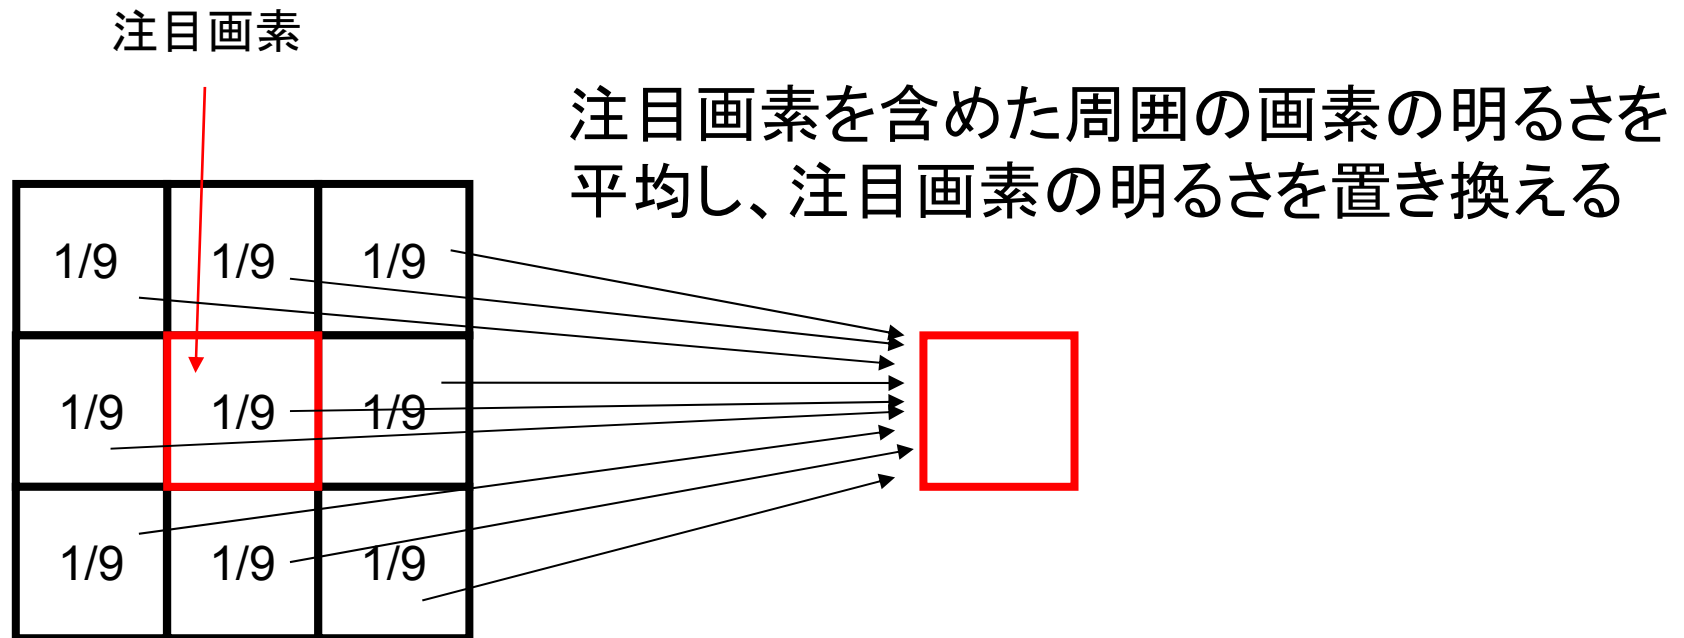 注目画素
注目画素を含めた周囲の画素の明るさを
平均し、注目画素の明るさを置き換える
1/9 1/9 1/9
1/9 1/9 1/9
1/9 1/9 1/9